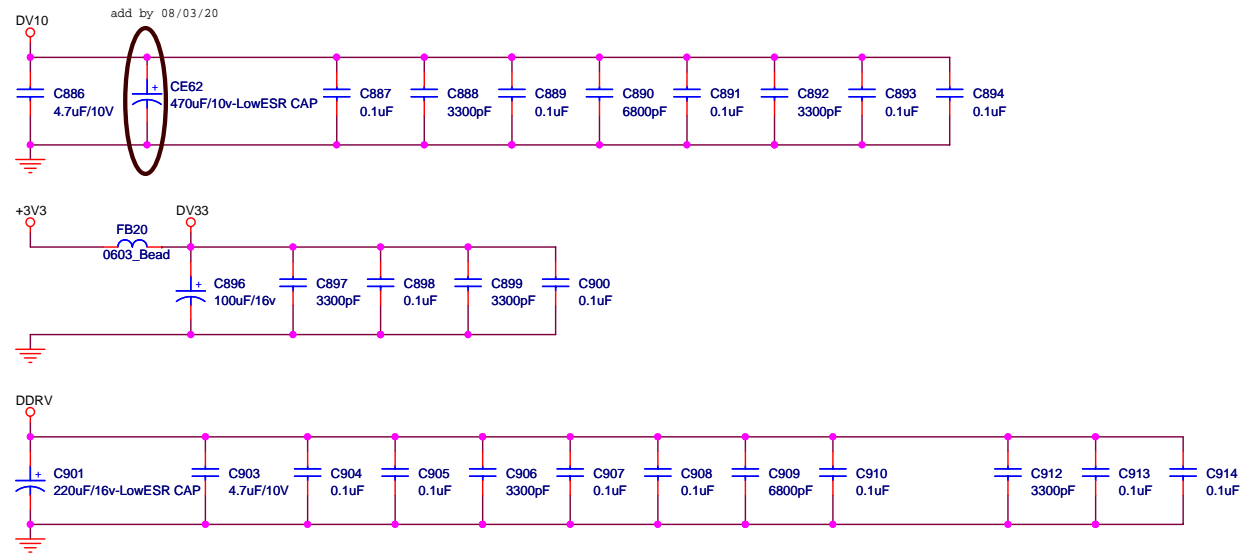 add by 08/03/20
DV10
C886
4.7uF/10V
+
CE62
470uF/10v-LowESR CAP
C887
0.1uF
C888
3300pF
C889
0.1uF
C890
6800pF
C891
0.1uF
C892
3300pF
C893
0.1uF
C894
0.1uF
+3V3
DV33
FB20
0603_Bead
+
C896
100uF/16v
C897
3300pF
C898
0.1uF
C899
3300pF
C900
0.1uF
DDRV
+
C901
220uF/16v-LowESR CAP
C903
4.7uF/10V
C904
0.1uF
C905
0.1uF
C906
3300pF
C907
0.1uF
C908
0.1uF
C909
6800pF
C910
0.1uF
C912
3300pF
C913
0.1uF
C914
0.1uF